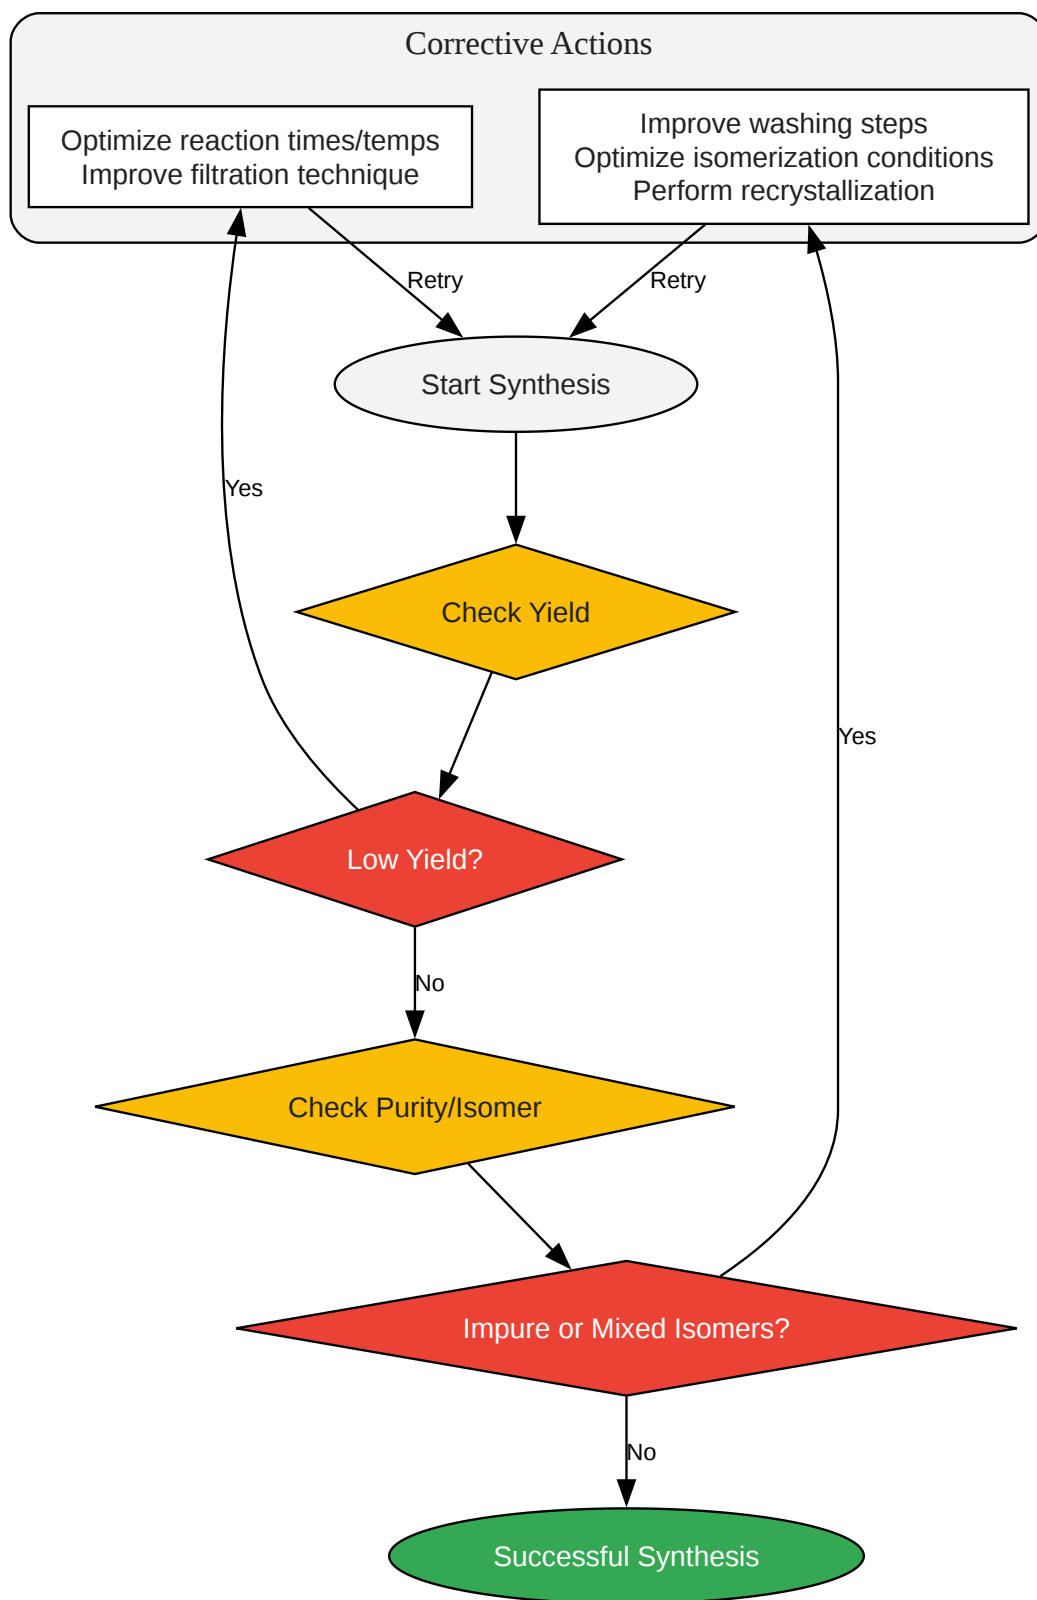 Corrective Actions
Optimize reaction times/temps
Improve filtration technique
Improve washing steps
Optimize isomerization conditions
Perform recrystallization
Retry
Retry
Start Synthesis
Yes
Check Yield
Yes
Low Yield?
No
Check Purity/Isomer
Impure or Mixed Isomers?
No
Successful Synthesis